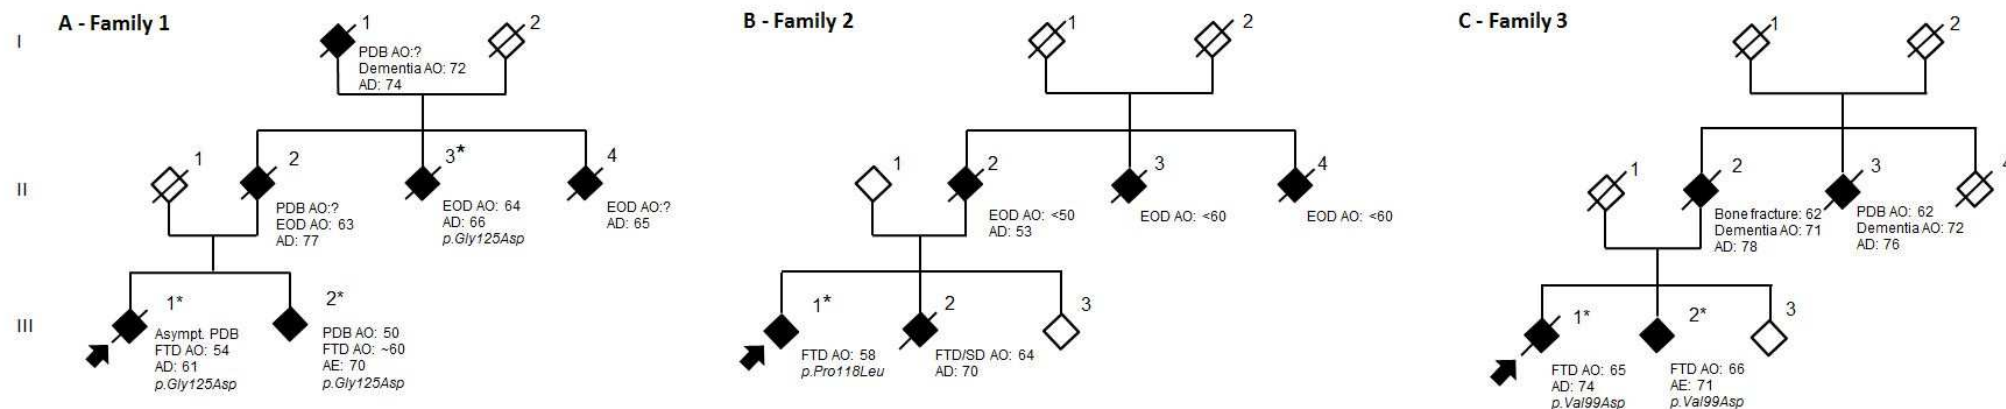 A - Family 1
I
1
2
PDB AO:?
Dementia AO: 72
AD: 74
II
1
2
3*
4
PDB AO:?
EOD AO: 63
AD: 77
EOD AO: 64
AD: 66
p.Gly125Asp
EOD AO:?
AD: 65
III
1*
2*
Asympt. PDB
FTD AO: 54
AD: 61
p.Gly125Asp
PDB AO: 50
FTD AO: ~60
AE: 70
p.Gly125Asp
B - Family 2
1
2
1
2
3
4
EOD AO: <50
AD: 53
EOD AO: <60
EOD AO: <60
1*
2
3
FTD AO: 58
p.Pro118Leu
FTD/SD AO: 64
AD: 70
C - Family 3
1
2
1
2
3
4
Bone fracture: 62
Dementia AO: 71
AD: 78
PDB AO: 62
Dementia AO: 72
AD: 76
1*
2*
3
FTD AO: 65
AD: 74
p.Val99Asp
FTD AO: 66
AE: 71
p.Val99Asp